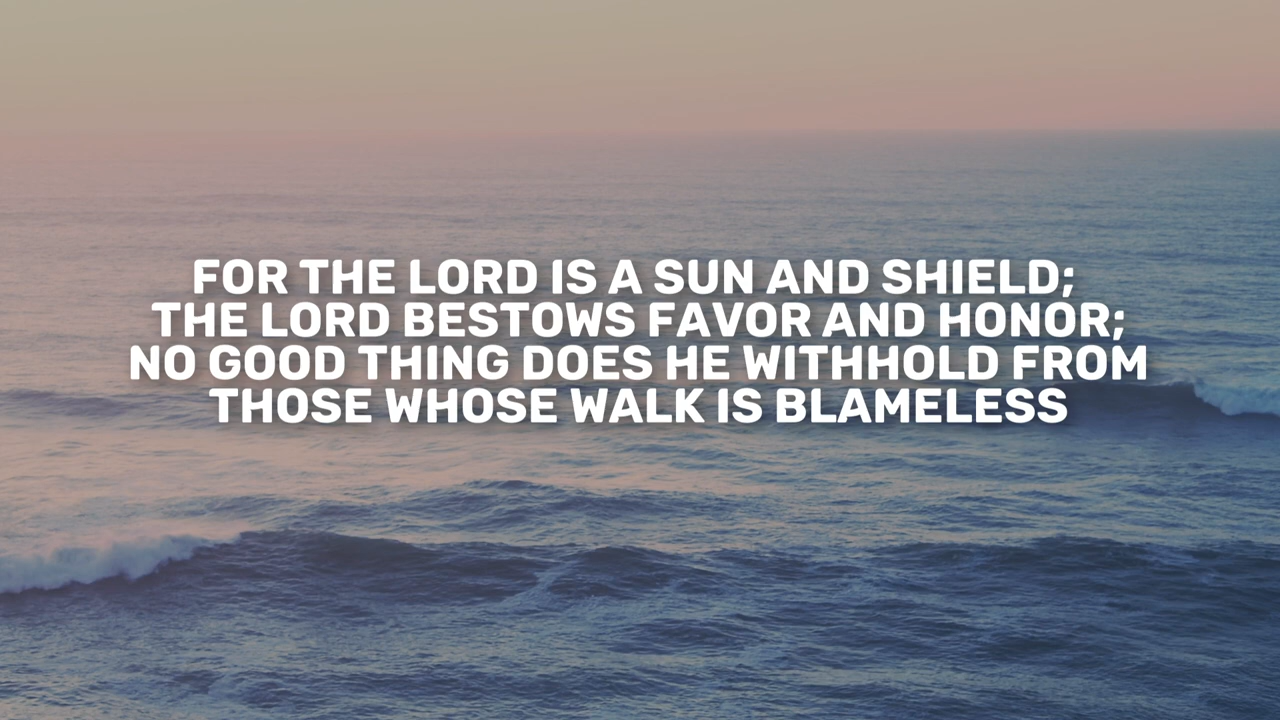 FOR THE LORD IS A SUN AND SHIELD;
THE LORD BESTOWS FAVOR AND HONOR;
NO GOOD THING DOES HE WITHHOLD FROM
THOSE WHOSE WALK IS BLAMELESS